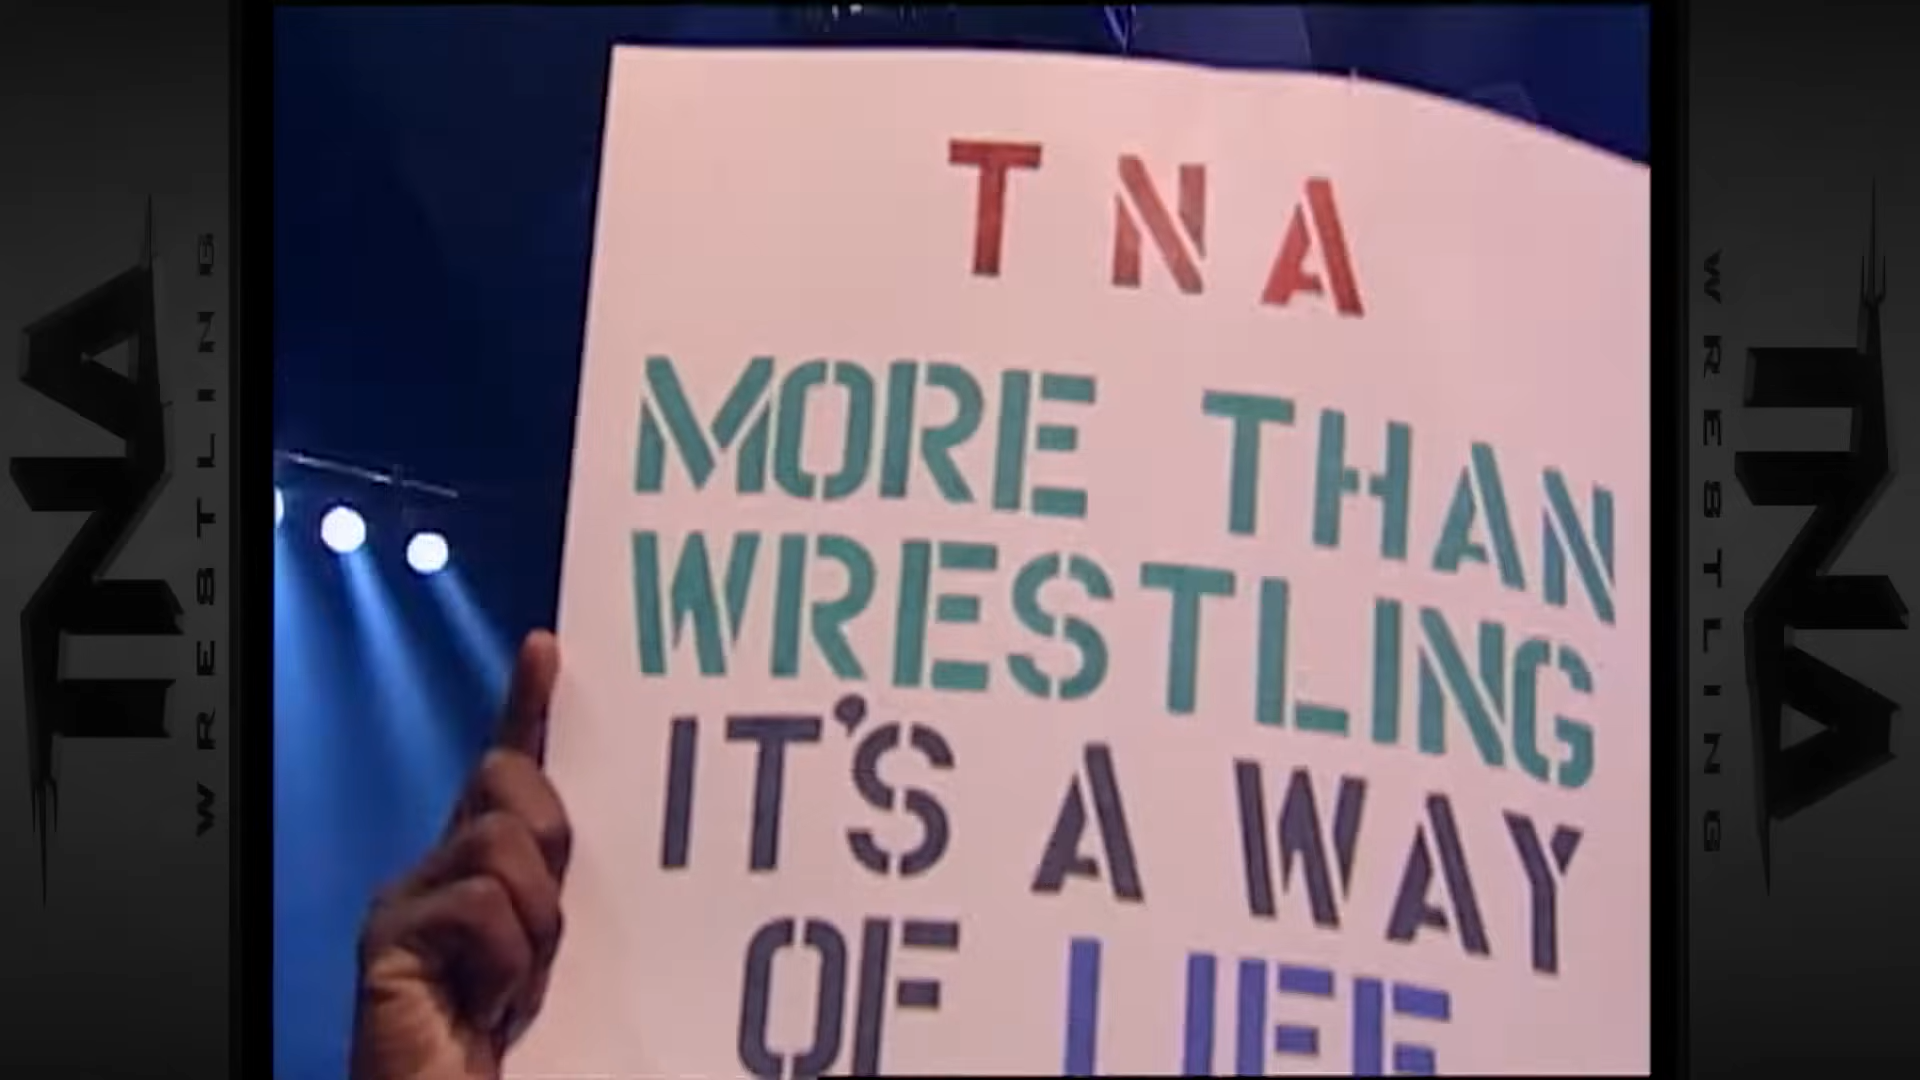 TNA
MORE THAN
WRESTLING
IT'S A WAY
OF LIFE
TNA
WRESTLING
TNA
WRESTLING